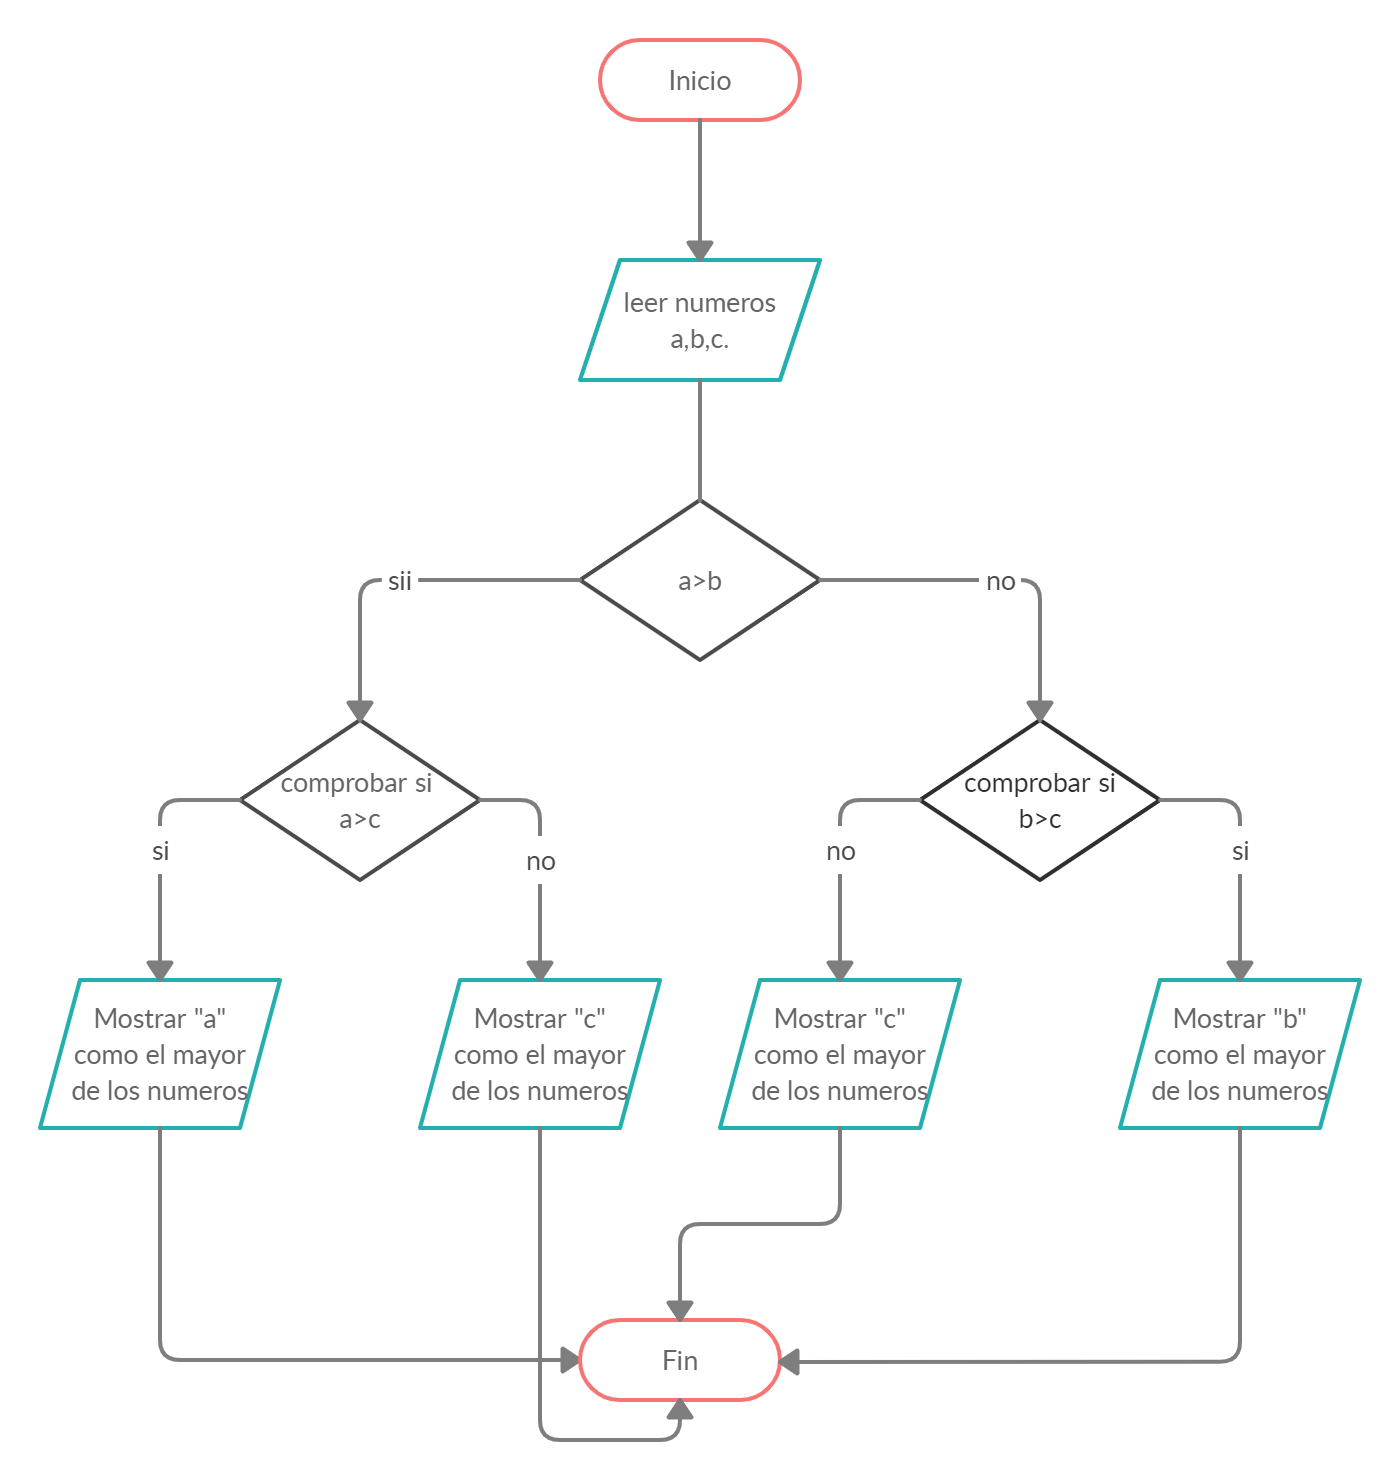 Inicio
leer numeros
a,b,c.
a>b
sii
no
comprobar si
a>c
comprobar si
b>c
si
no
no
si
Mostrar "a"
como el mayor
de los numeros
Mostrar "c"
como el mayor
de los numeros
Mostrar "c"
como el mayor
de los numeros
Mostrar "b"
como el mayor
de los numeros
Fin